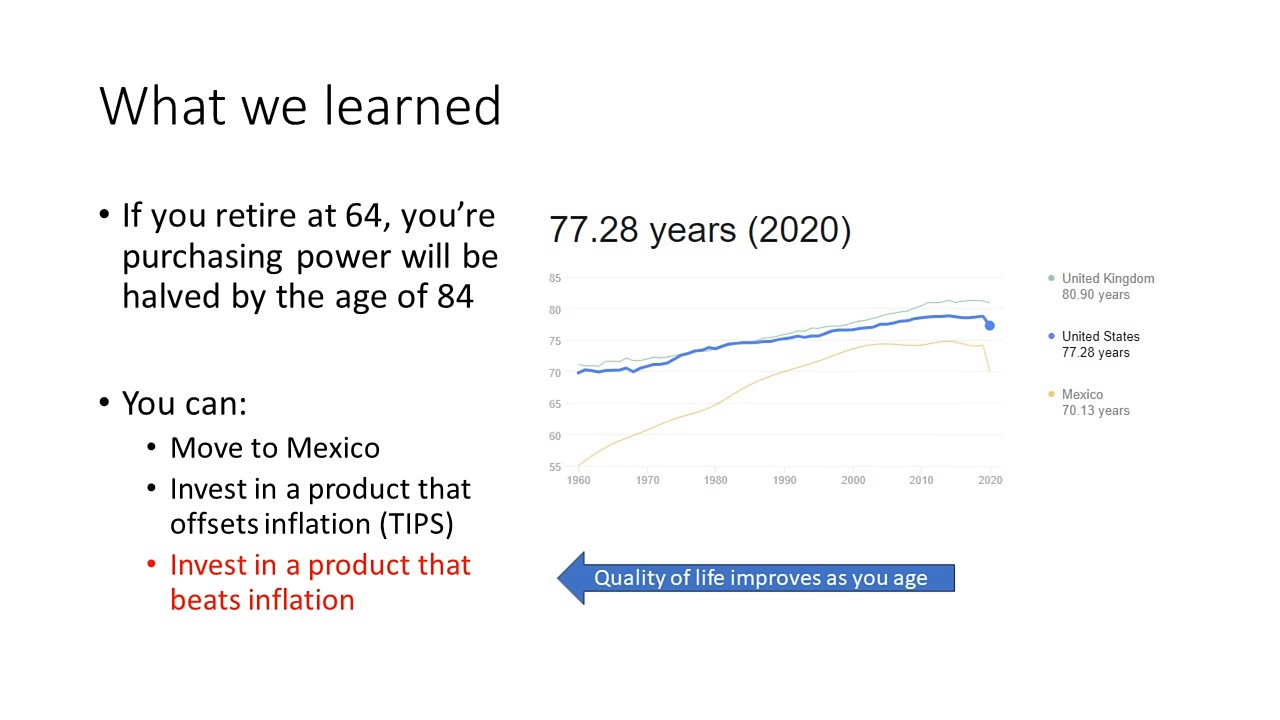 What we learned
• If you retire at 64, you’re
purchasing power will be
halved by the age of 84
• You can:
• Move to Mexico
• Invest in a product that
offsets inflation (TIPS)
• Invest in a product that
beats inflation
77.28 years (2020)
85
80
75
70
65
60
55
1960 1970 1980 1990 2000 2010 2020
United Kingdom
80.90 years
United States
77.28 years
Mexico
70.13 years
Quality of life improves as you age